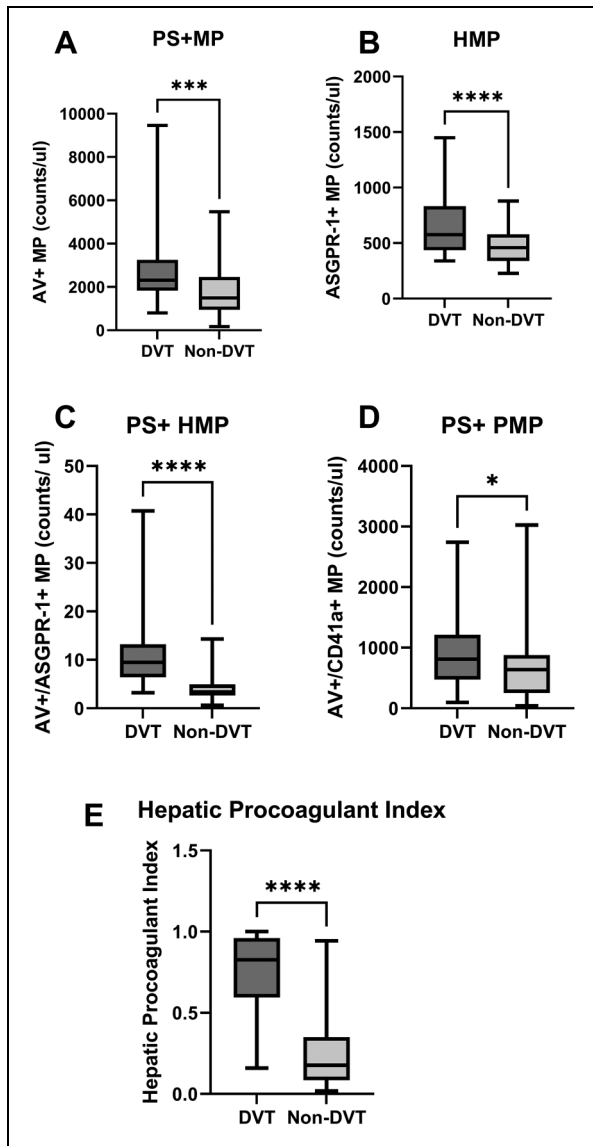 A
PS+MP
AV+ MP (counts/ul)
10000
8000
6000
4000
2000
0
***
DVT
Non-DVT
B
HMP
ASGPR-1+ MP (counts/ul)
2000
1500
1000
500
0
****
DVT
Non-DVT
C
PS+ HMP
AV+/ASGPR-1+ MP (counts/ ul)
50
40
30
20
10
0
****
DVT
Non-DVT
D
PS+ PMP
AV+/CD41a+ MP (counts/ul)
4000
3000
2000
1000
0
*
DVT
Non-DVT
E
Hepatic Procoagulant Index
Hepatic Procoagulant Index
1.5
1.0
0.5
0.0
****
DVT
Non-DVT